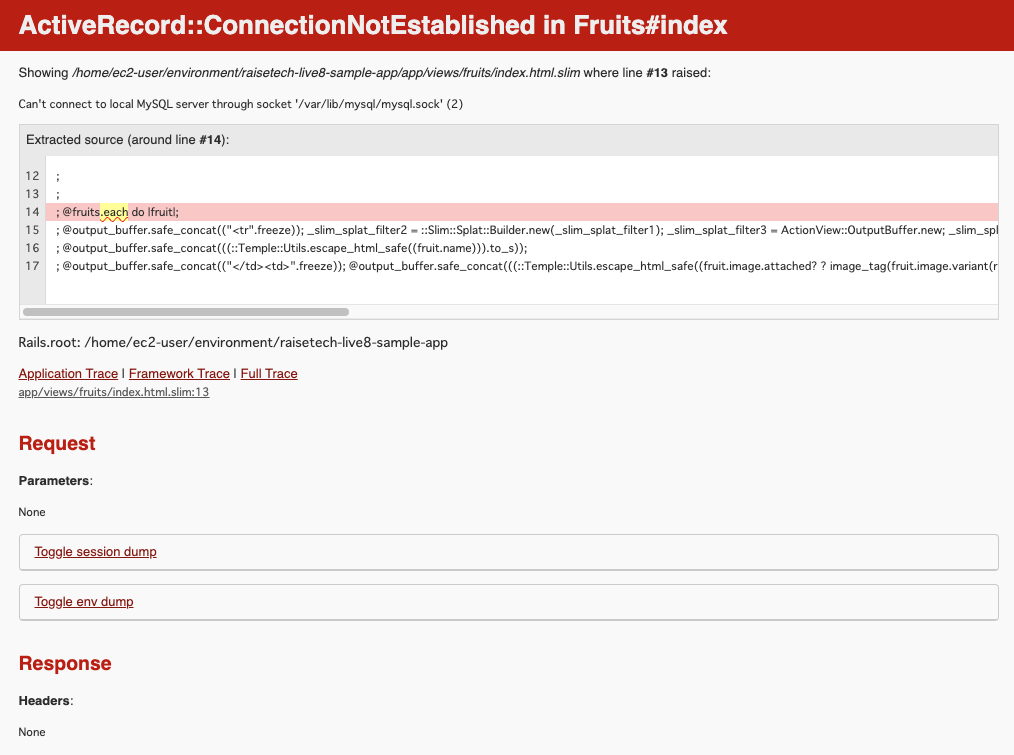 ActiveRecord::ConnectionNotEstablished in Fruits#index
Showing /home/ec2-user/environment/raisetech-live8-sample-app/app/views/fruits/index.html.slim where line #13 raised:
Can't connect to local MySQL server through socket '/var/lib/mysql/mysql.sock' (2)
Extracted source (around line #14):
12 ;
13 ;
14 ; @fruits.each do |fruit|;
15 ; @output_buffer.safe_concat(("<tr".freeze)); _slim_splat_filter2 = ::Slim::Splat::Builder.new(_slim_splat_filter1); _slim_splat_filter3 = ActionView::OutputBuffer.new; _slim_spl
16 ; @output_buffer.safe_concat(((::Temple::Utils.escape_html_safe((fruit.name))).to_s));
17 ; @output_buffer.safe_concat(("</td><td>".freeze)); @output_buffer.safe_concat(((::Temple::Utils.escape_html_safe((fruit.image.attached? ? image_tag(fruit.image.variant(r
Rails.root: /home/ec2-user/environment/raisetech-live8-sample-app
Application Trace | Framework Trace | Full Trace
app/views/fruits/index.html.slim:13
Request
Parameters:
None
Toggle session dump
Toggle env dump
Response
Headers:
None